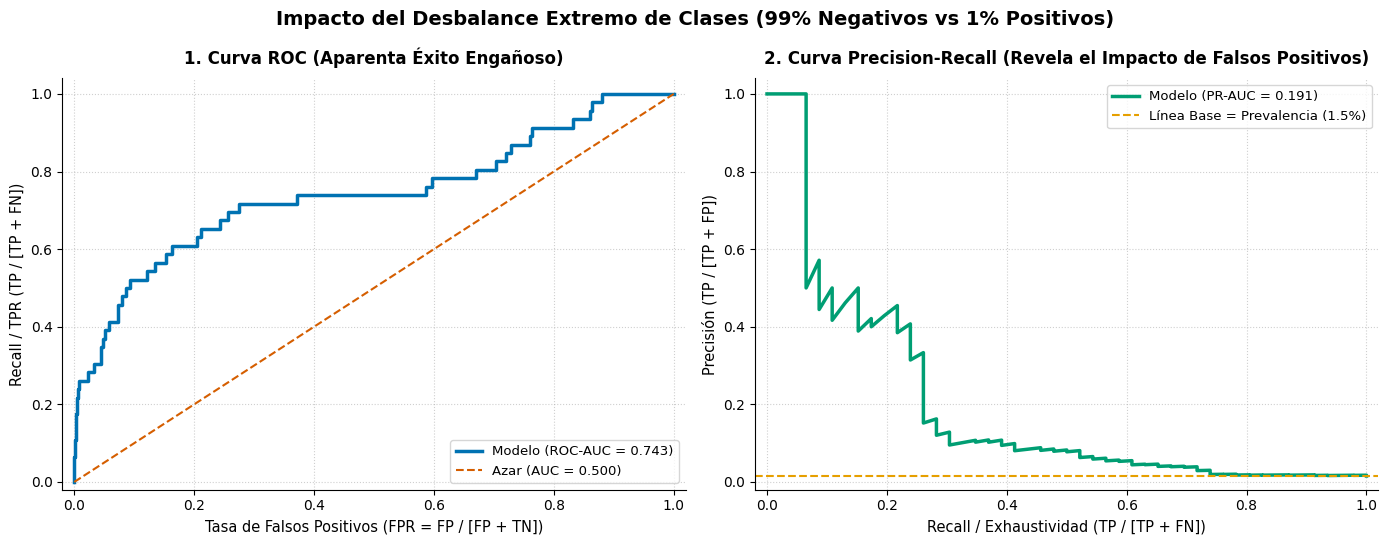 Impacto del Desbalance Extremo de Clases (99% Negativos vs 1% Positivos)
1. Curva ROC (Aparenta Éxito Engañoso)
Recall / TPR (TP / [TP + FN])
1.0
0.8
0.6
0.4
0.2
0.0
0.0 0.2 0.4 0.6 0.8 1.0
Tasa de Falsos Positivos (FPR = FP / [FP + TN])
Modelo (ROC-AUC = 0.743)
Azar (AUC = 0.500)
2. Curva Precision-Recall (Revela el Impacto de Falsos Positivos)
Precisión (TP / [TP + FP])
1.0
0.8
0.6
0.4
0.2
0.0
0.0 0.2 0.4 0.6 0.8 1.0
Recall / Exhaustividad (TP / [TP + FN])
Modelo (PR-AUC = 0.191)
Línea Base = Prevalencia (1.5%)